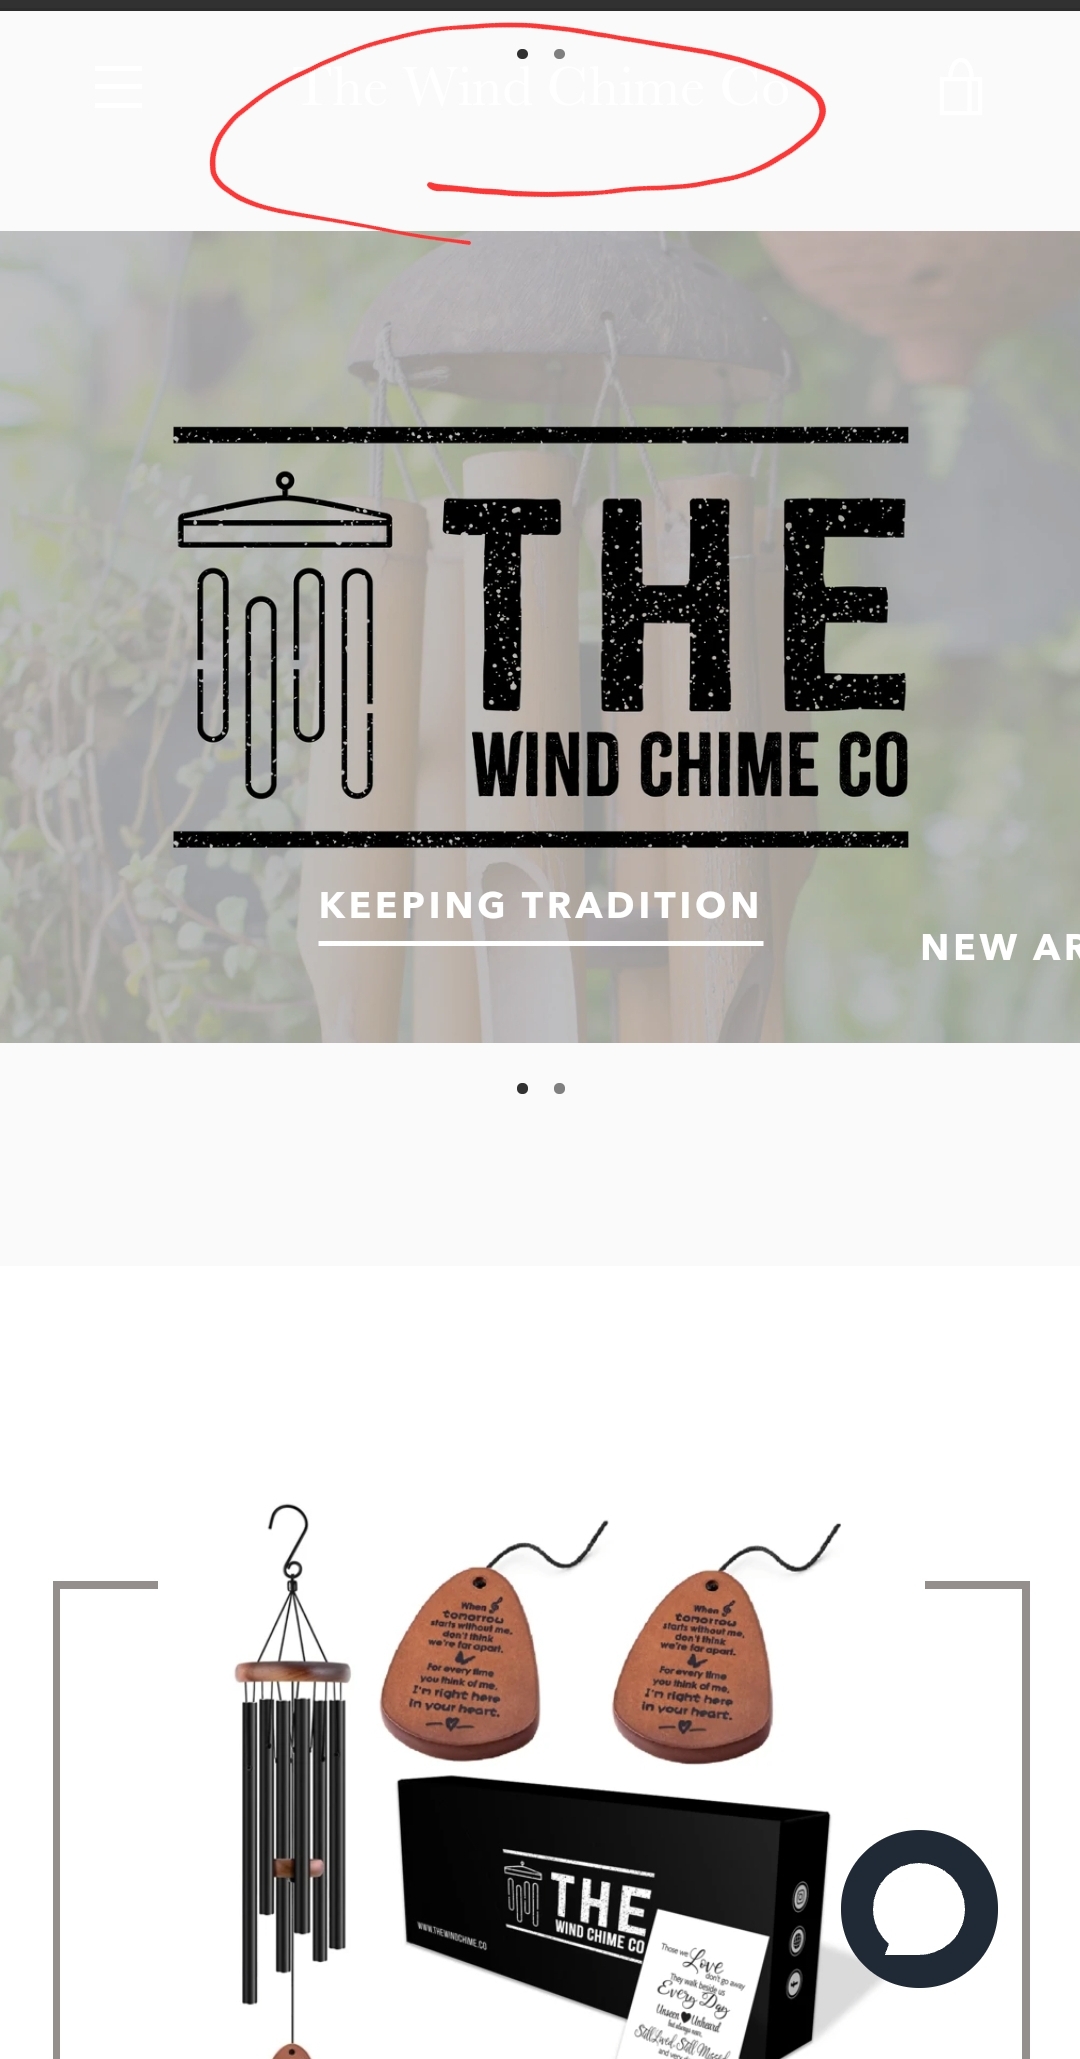 The Wind Chime Co
THE
WIND CHIME CO
KEEPING TRADITION
NEW AR
When
tomorrow
starts without me,
don't think
we're far apart.
For every time
you think of me,
I'm right here
in your heart.
When
tomorrow
starts without me,
don't think
we're far apart.
For every time
you think of me,
I'm right here
in your heart.
THE
WIND CHIME CO
WWW.THEWINDCHIME.CO
Those we
Love
don't go away
They walk beside us
Every Day
Unseen Unheard
but always near,
Still Loved, Still Missed